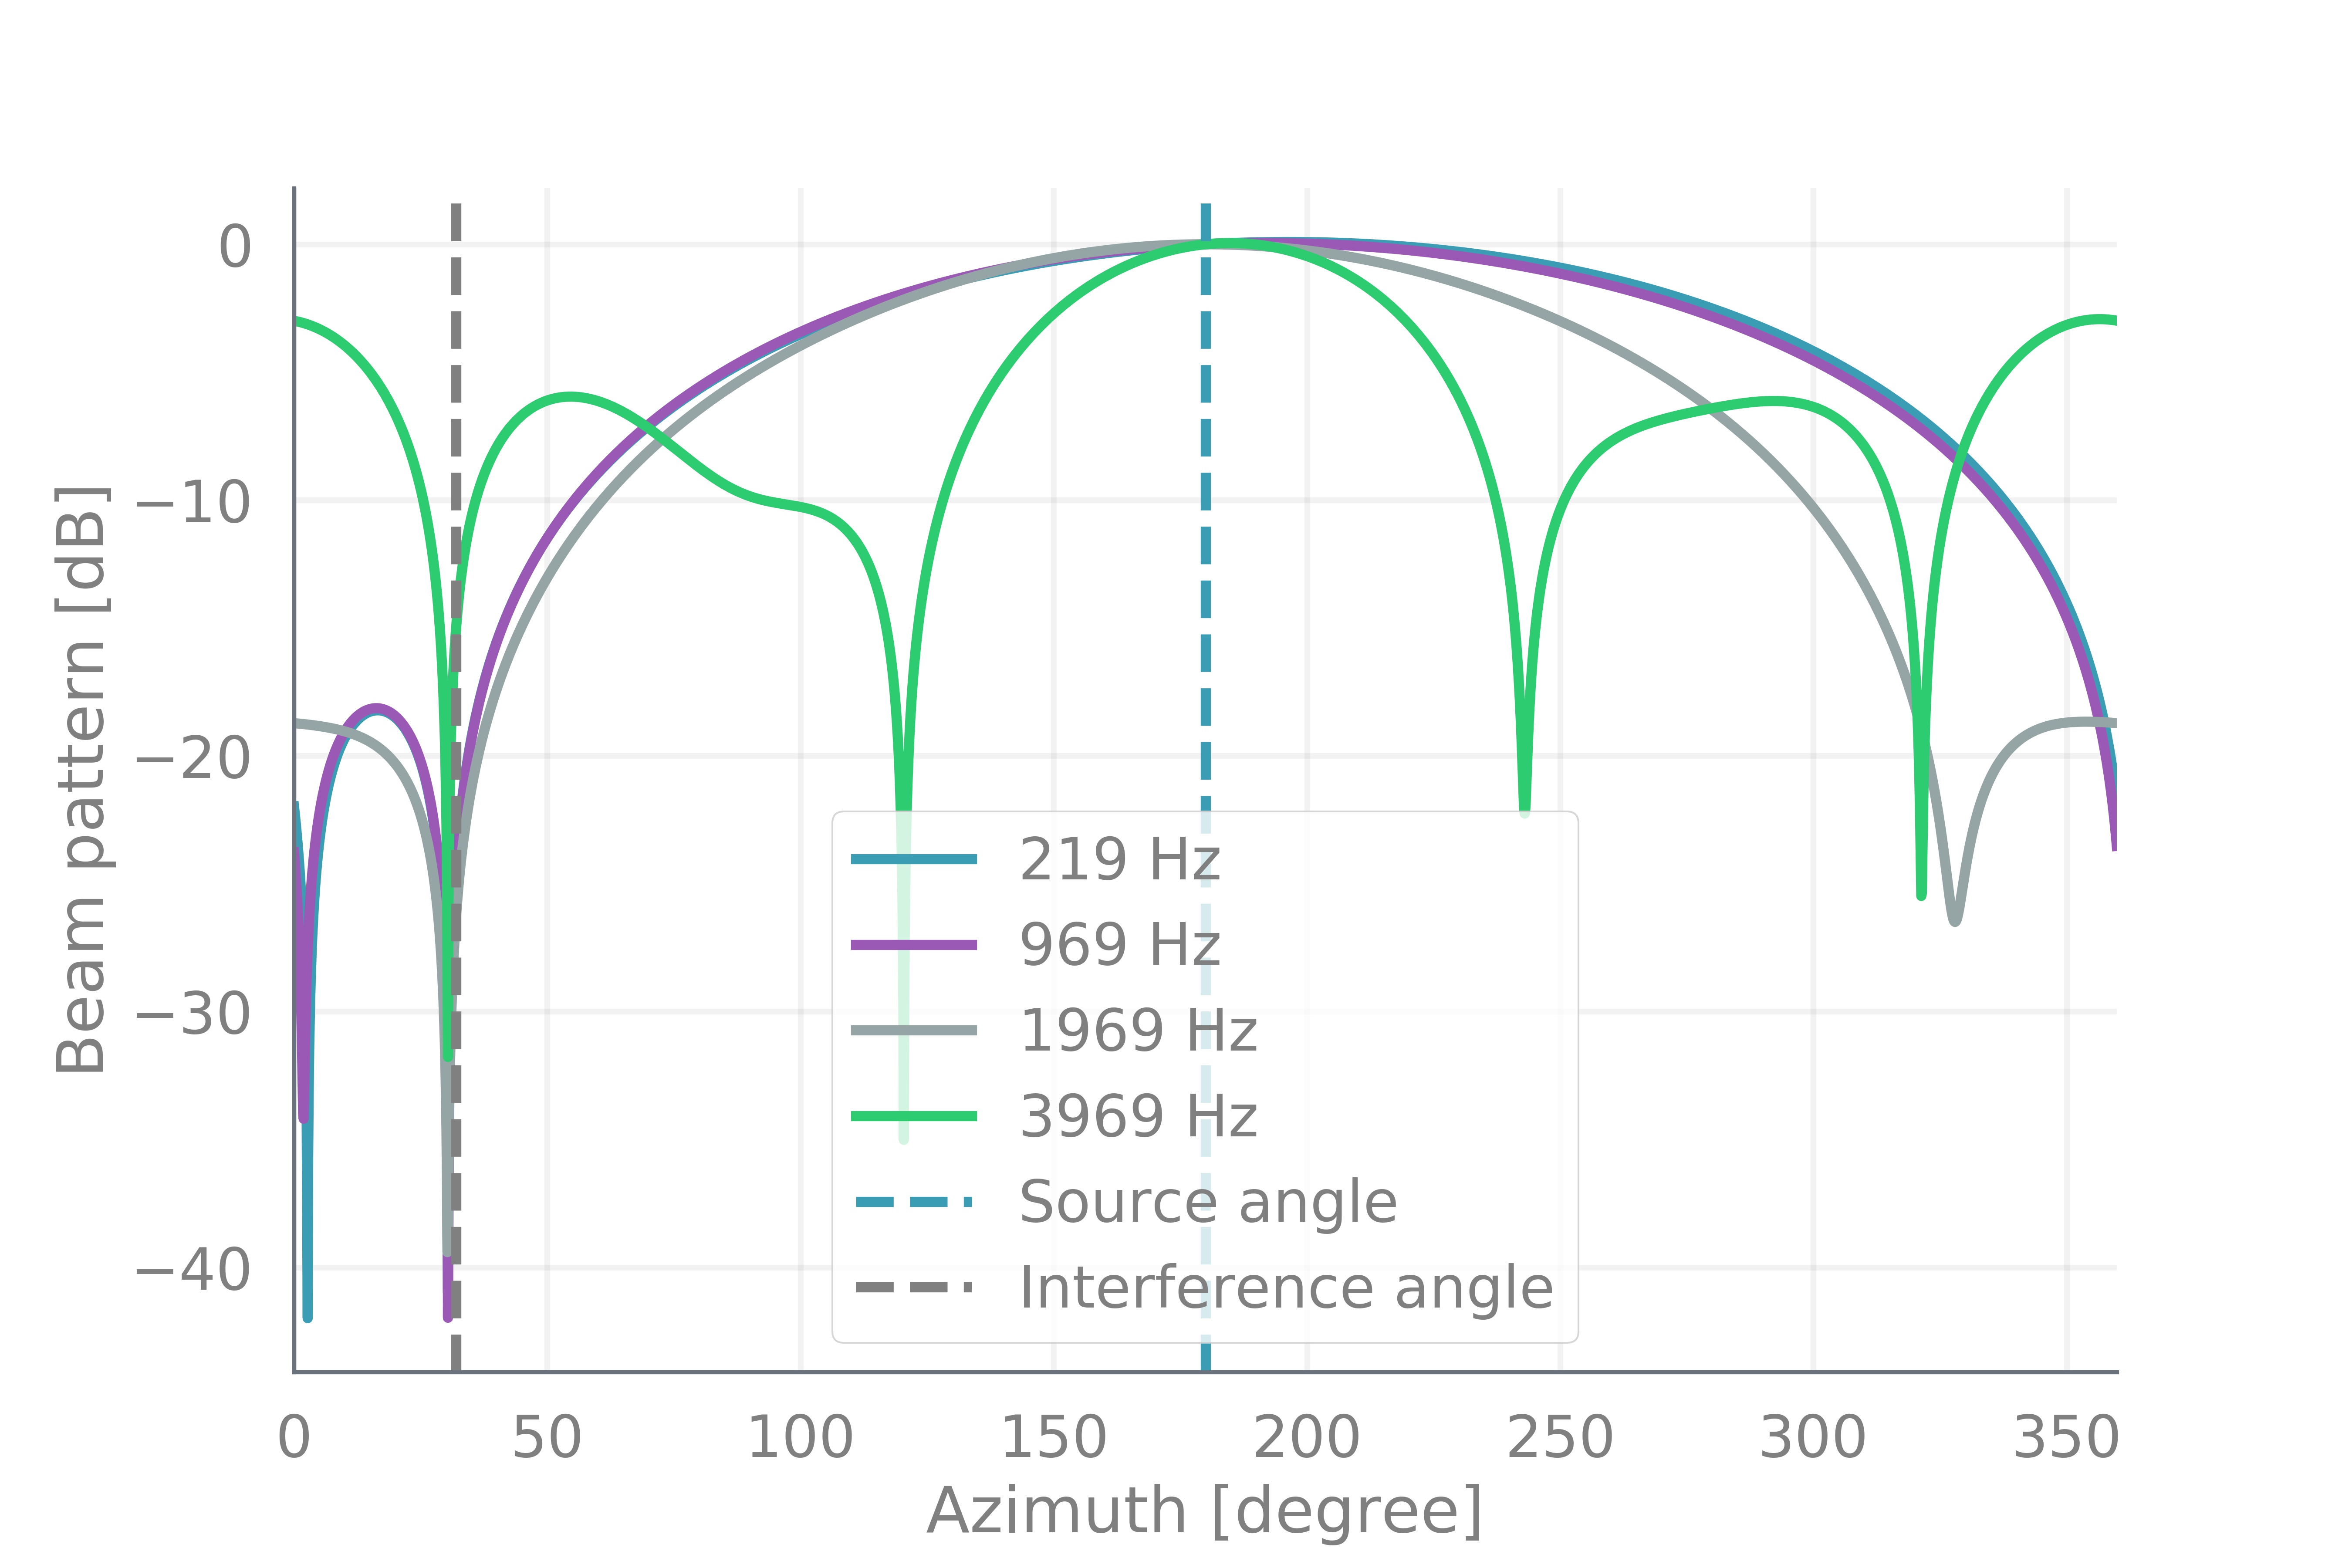 0
−10
−20
−30
−40
Beam pattern [dB]
219 Hz
969 Hz
1969 Hz
3969 Hz
Source angle
Interference angle
0 50 100 150 200 250 300 350
Azimuth [degree]